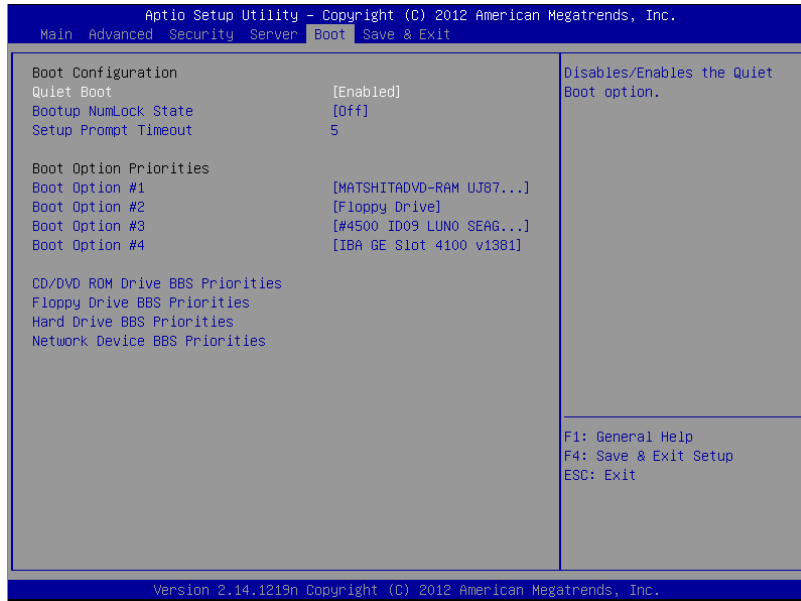 Aptio Setup Utility – Copyright (C) 2012 American Megatrends, Inc.
Main Advanced Security Server Boot Save & Exit
Boot Configuration
Quiet Boot [Enabled]
Bootup NumLock State [Off]
Setup Prompt Timeout 5
Boot Option Priorities
Boot Option #1 [MATSHITADVD-RAM UJ87...]
Boot Option #2 [Floppy Drive]
Boot Option #3 [#4500 ID09 LUN0 SEAG...]
Boot Option #4 [IBA GE Slot 4100 v1381]
CD/DVD ROM Drive BBS Priorities
Floppy Drive BBS Priorities
Hard Drive BBS Priorities
Network Device BBS Priorities
Disables/Enables the Quiet
Boot option.
F1: General Help
F4: Save & Exit Setup
ESC: Exit
Version 2.14.1219n Copyright (C) 2012 American Megatrends, Inc.